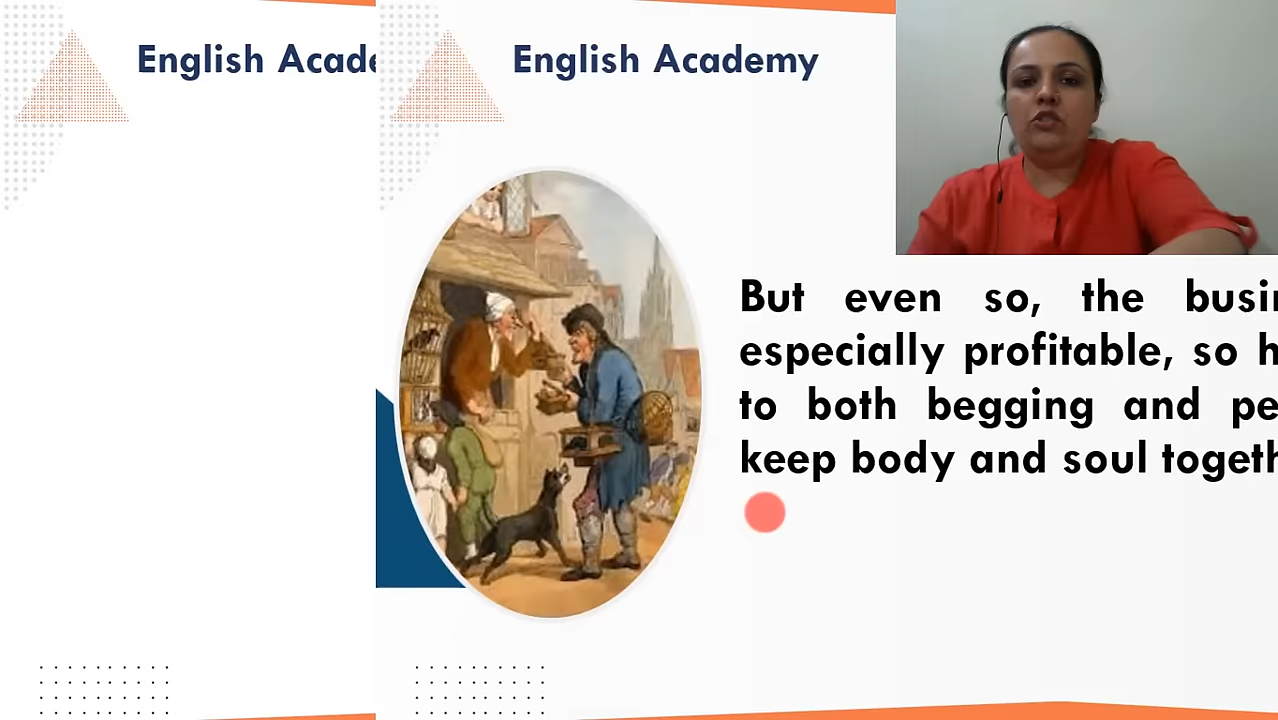 English Acade
English Academy
But even so, the busi
especially profitable, so h
to both begging and pe
keep body and soul togeth